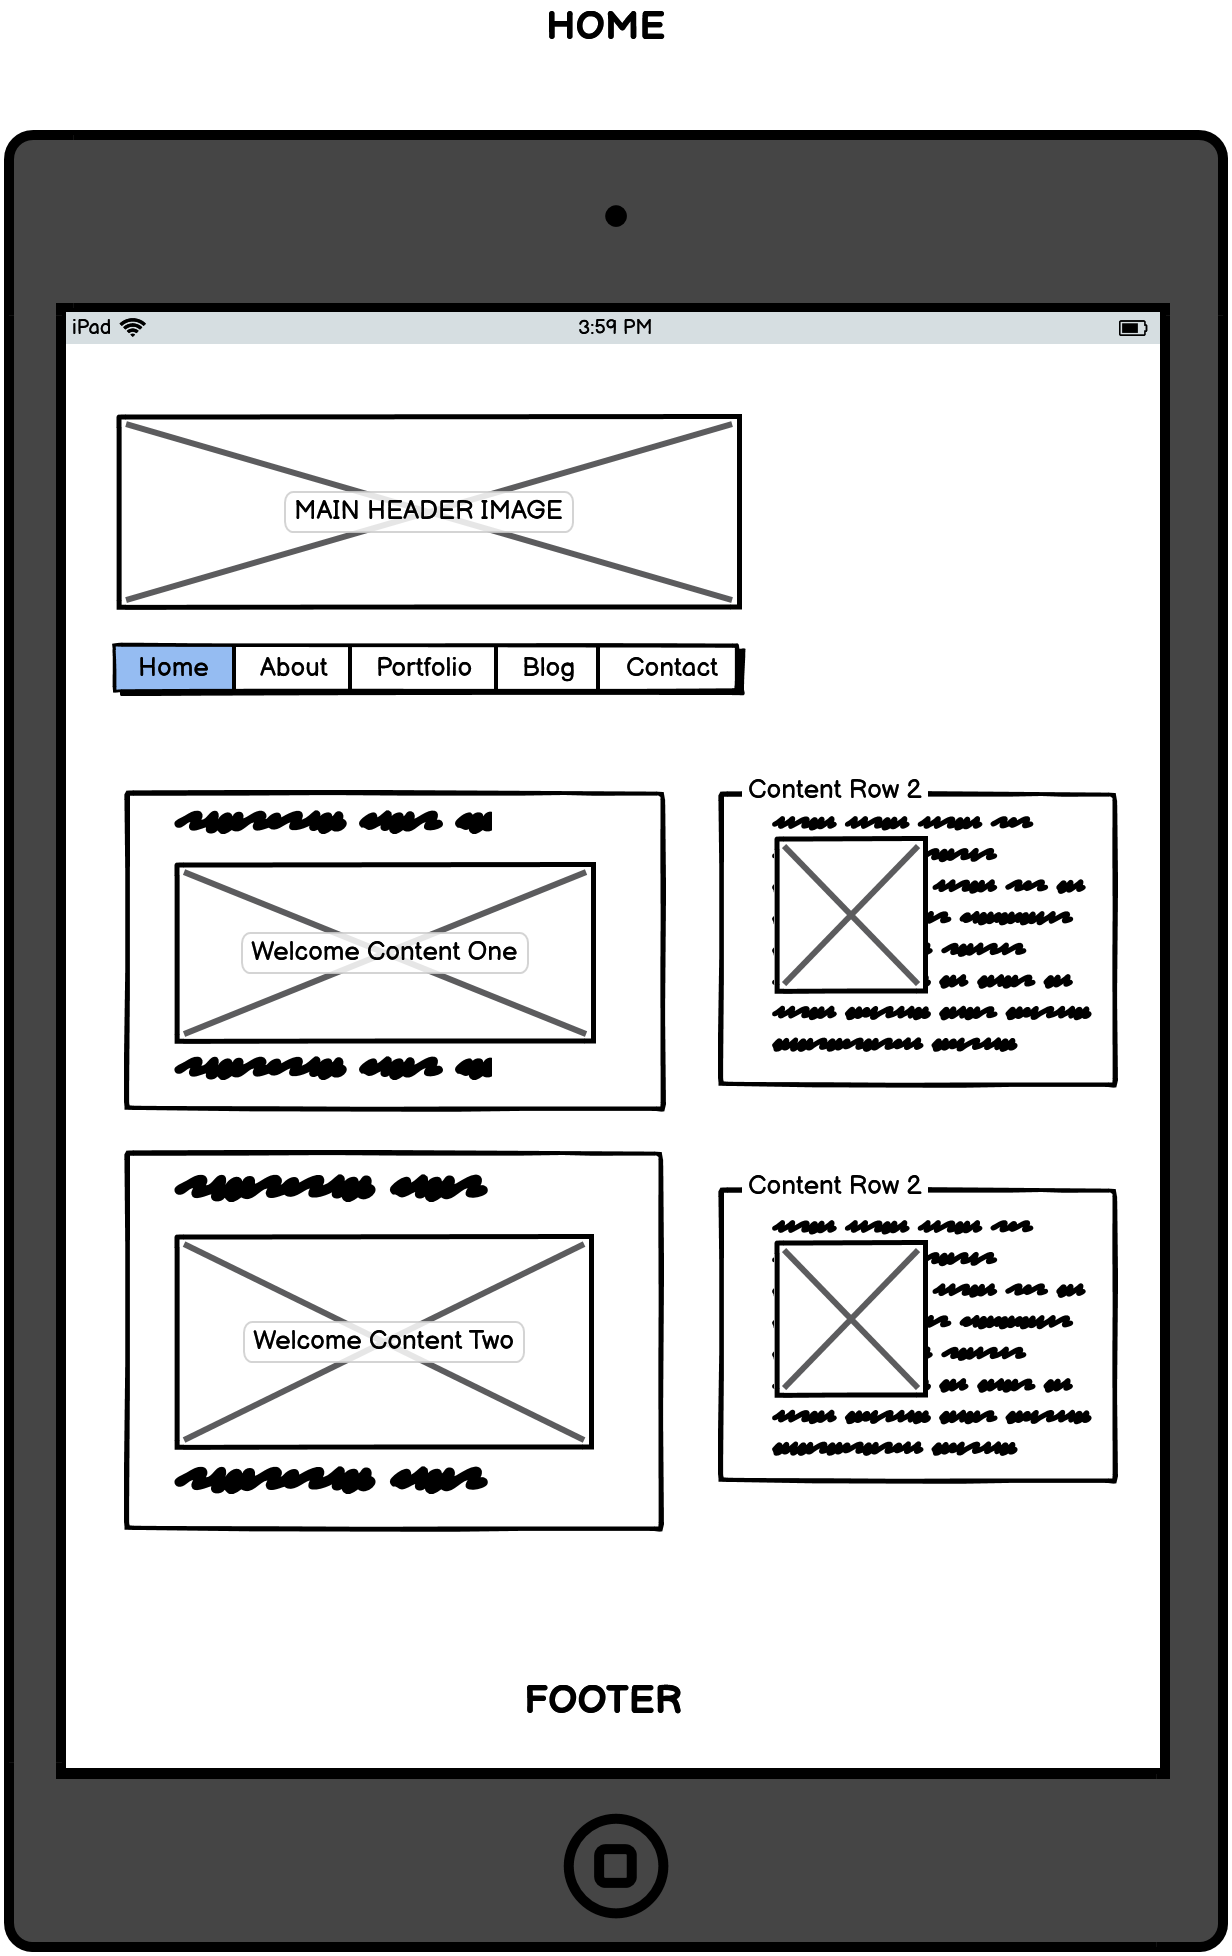 HOME
iPad 3:59 PM
MAIN HEADER IMAGE
Home About Portfolio Blog Contact
Content Row 2
Welcome Content One
Content Row 2
Welcome Content Two
FOOTER